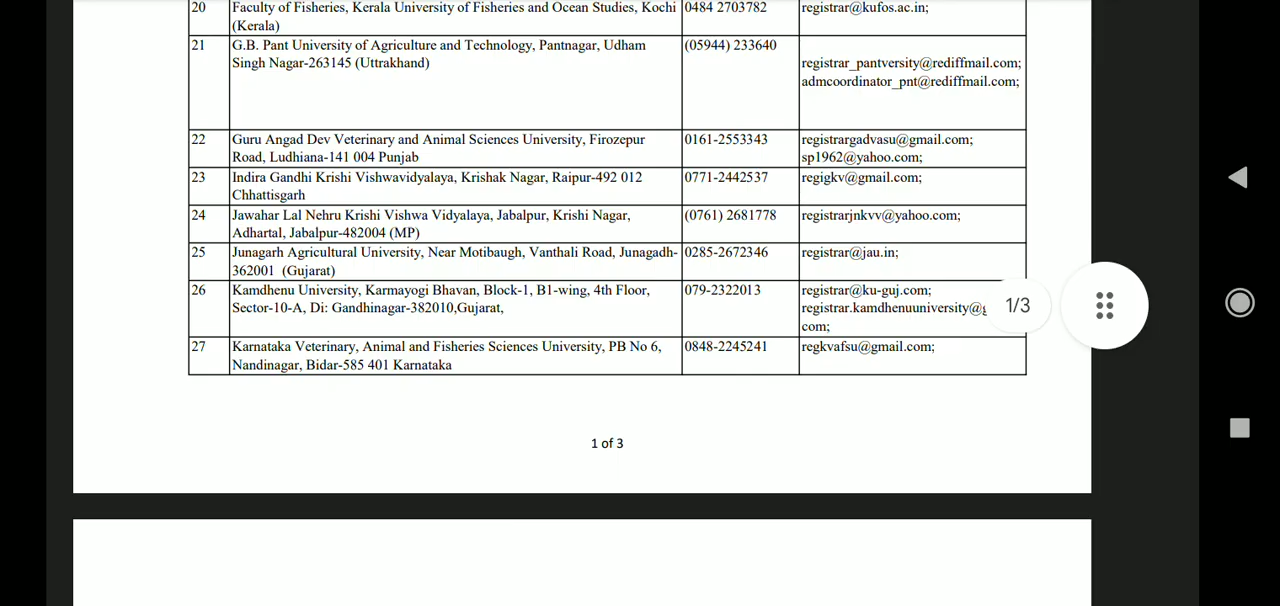 20 Faculty of Fisheries, Kerala University of Fisheries and Ocean Studies, Kochi 0484 2703782 registrar@kufos.ac.in;
(Kerala)
21 G.B. Pant University of Agriculture and Technology, Pantnagar, Udham (05944) 233640
Singh Nagar-263145 (Uttrakhand) registrar_pantversity@rediffmail.com;
admcoordinator_pnt@rediffmail.com;
22 Guru Angad Dev Veterinary and Animal Sciences University, Firozepur 0161-2553343 registrargadvasu@gmail.com;
Road, Ludhiana-141 004 Punjab sp1962@yahoo.com;
23 Indira Gandhi Krishi Vishwavidyalaya, Krishak Nagar, Raipur-492 012 0771-2442537 regigkv@gmail.com;
Chhattisgarh
24 Jawahar Lal Nehru Krishi Vishwa Vidyalaya, Jabalpur, Krishi Nagar, (0761) 2681778 registrarjnkvv@yahoo.com;
Adhartal, Jabalpur-482004 (MP)
25 Junagarh Agricultural University, Near Motibaugh, Vanthali Road, Junagadh- 0285-2672346 registrar@jau.in;
362001 (Gujarat)
26 Kamdhenu University, Karmayogi Bhavan, Block-1, B1-wing, 4th Floor, 079-2322013 registrar@ku-guj.com;
Sector-10-A, Di: Gandhinagar-382010,Gujarat, registrar.kamdhenuuniversity@g 1/3
com;
27 Karnataka Veterinary, Animal and Fisheries Sciences University, PB No 6, 0848-2245241 regkvafsu@gmail.com;
Nandinagar, Bidar-585 401 Karnataka
1 of 3